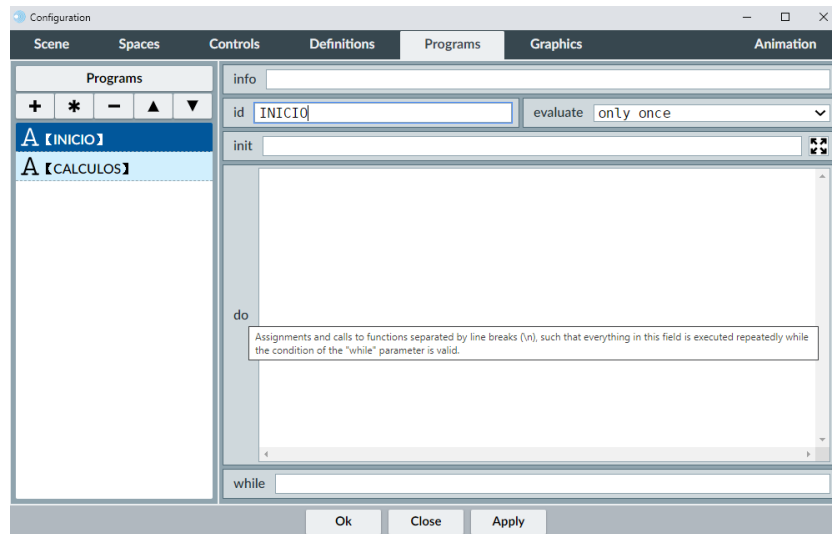 Configuration
Scene Spaces Controls Definitions Programs Graphics Animation
Programs
+ * − ▲ ▼
A【INICIO】
A【CALCULOS】
info
id INICIO evaluate only once
init
do
Assignments and calls to functions separated by line breaks (\n), such that everything in this field is executed repeatedly while
the condition of the "while" parameter is valid.
while
Ok Close Apply